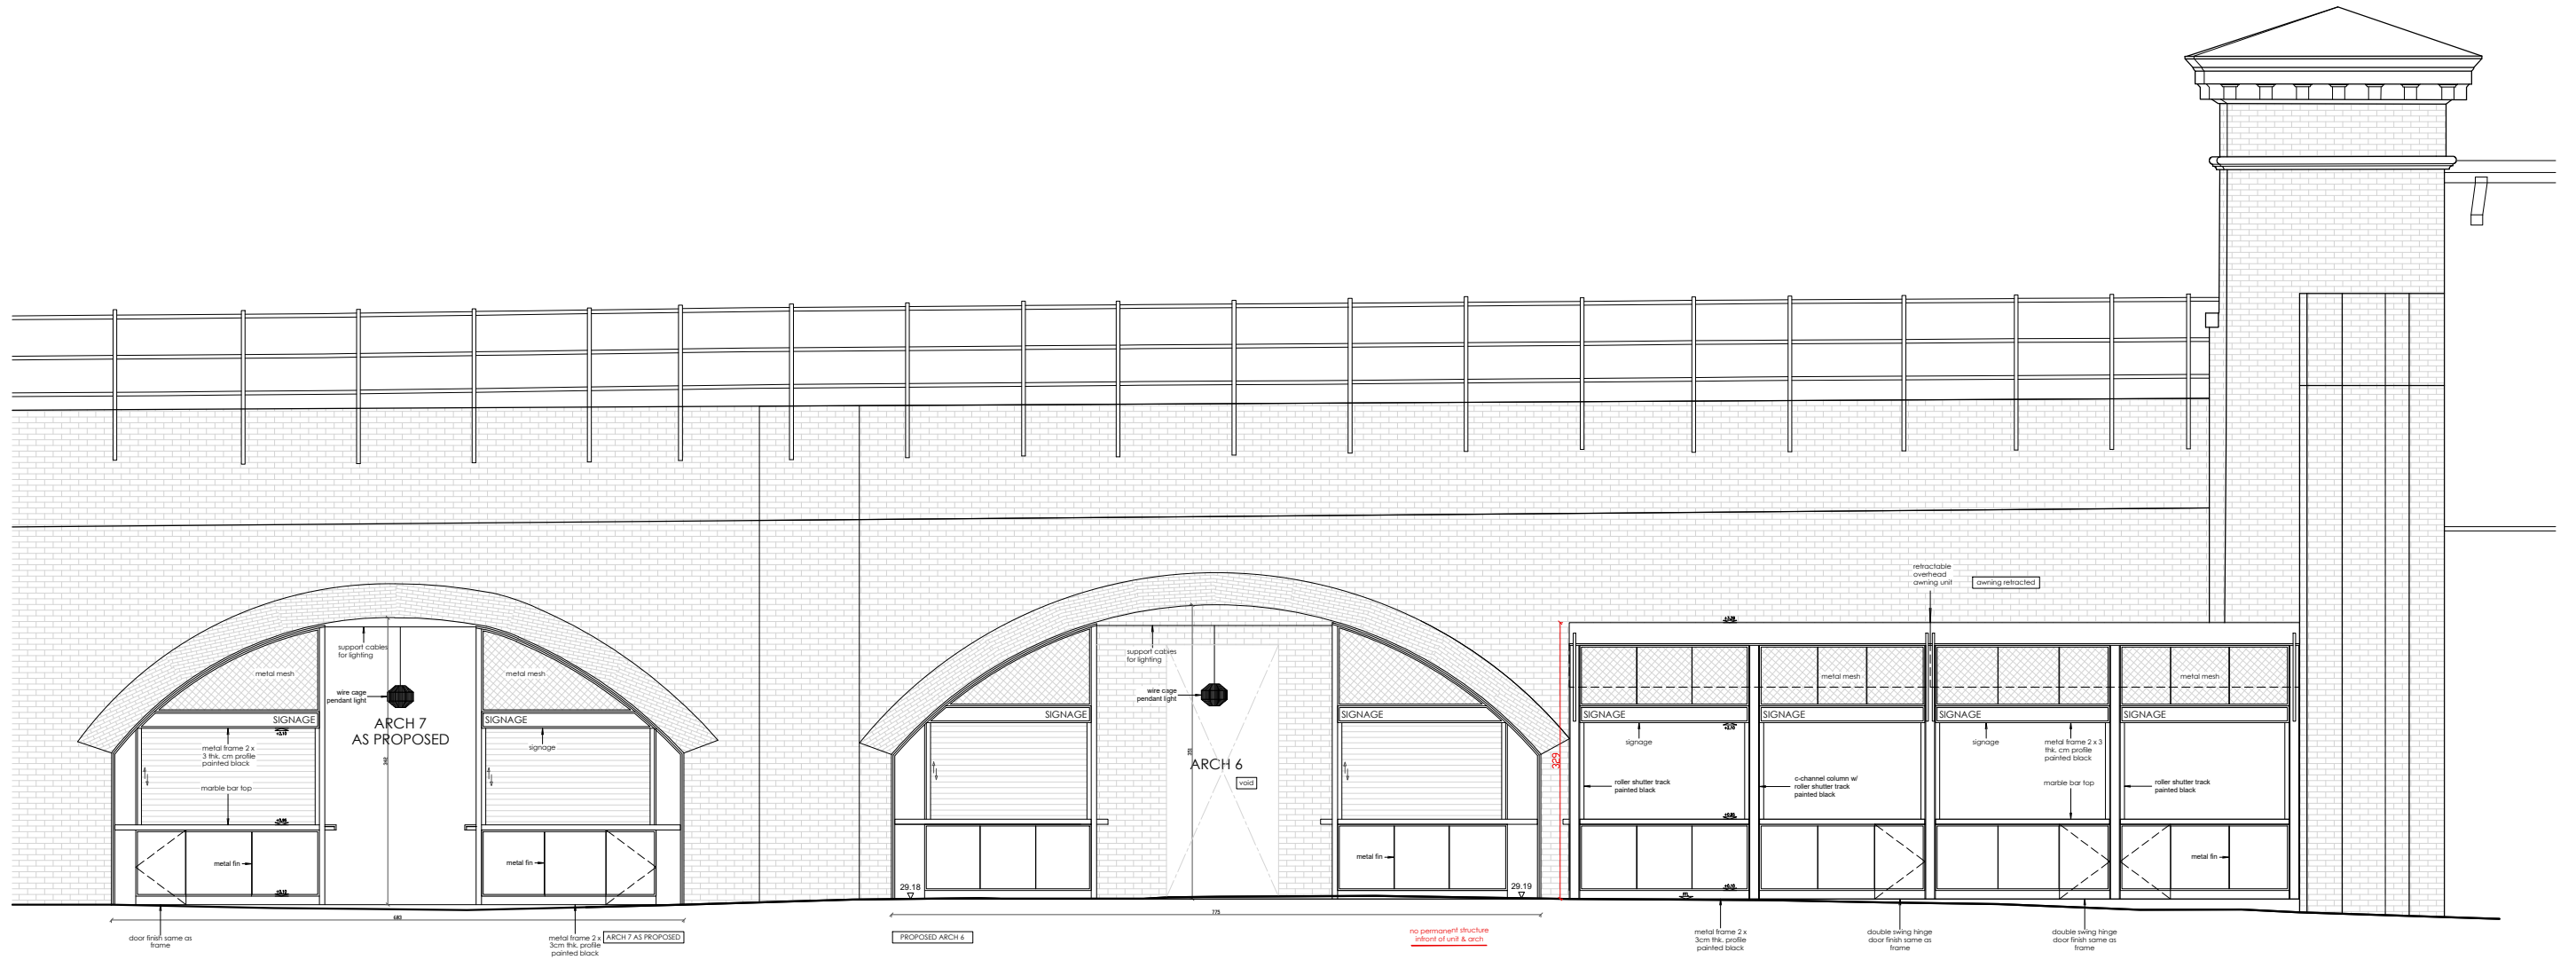 retractable
overhead
awning unit
awning retracted
support cables
for lighting
support cables
for lighting
metal mesh
metal mesh
metal mesh
metal mesh
wire cage
pendant light
wire cage
pendant light
SIGNAGE
SIGNAGE
SIGNAGE
SIGNAGE
SIGNAGE
SIGNAGE
SIGNAGE
SIGNAGE
ARCH 7
AS PROPOSED
metal frame 2 x
3 thk. cm profile
painted black
signage
signage
signage
metal frame 2 x 3
thk. cm profile
painted black
ARCH 6
void
329
marble bar top
roller shutter track
painted black
c-channel column w/
roller shutter track
painted black
marble bar top
roller shutter track
painted black
metal fin
metal fin
metal fin
metal fin
29.18
29.19
683
775
door finish same as
frame
metal frame 2 x
3cm thk. profile
painted black
ARCH 7 AS PROPOSED
PROPOSED ARCH 6
no permanent structure
infront of unit & arch
metal frame 2 x
3cm thk. profile
painted black
double swing hinge
door finish same as
frame
double swing hinge
door finish same as
frame